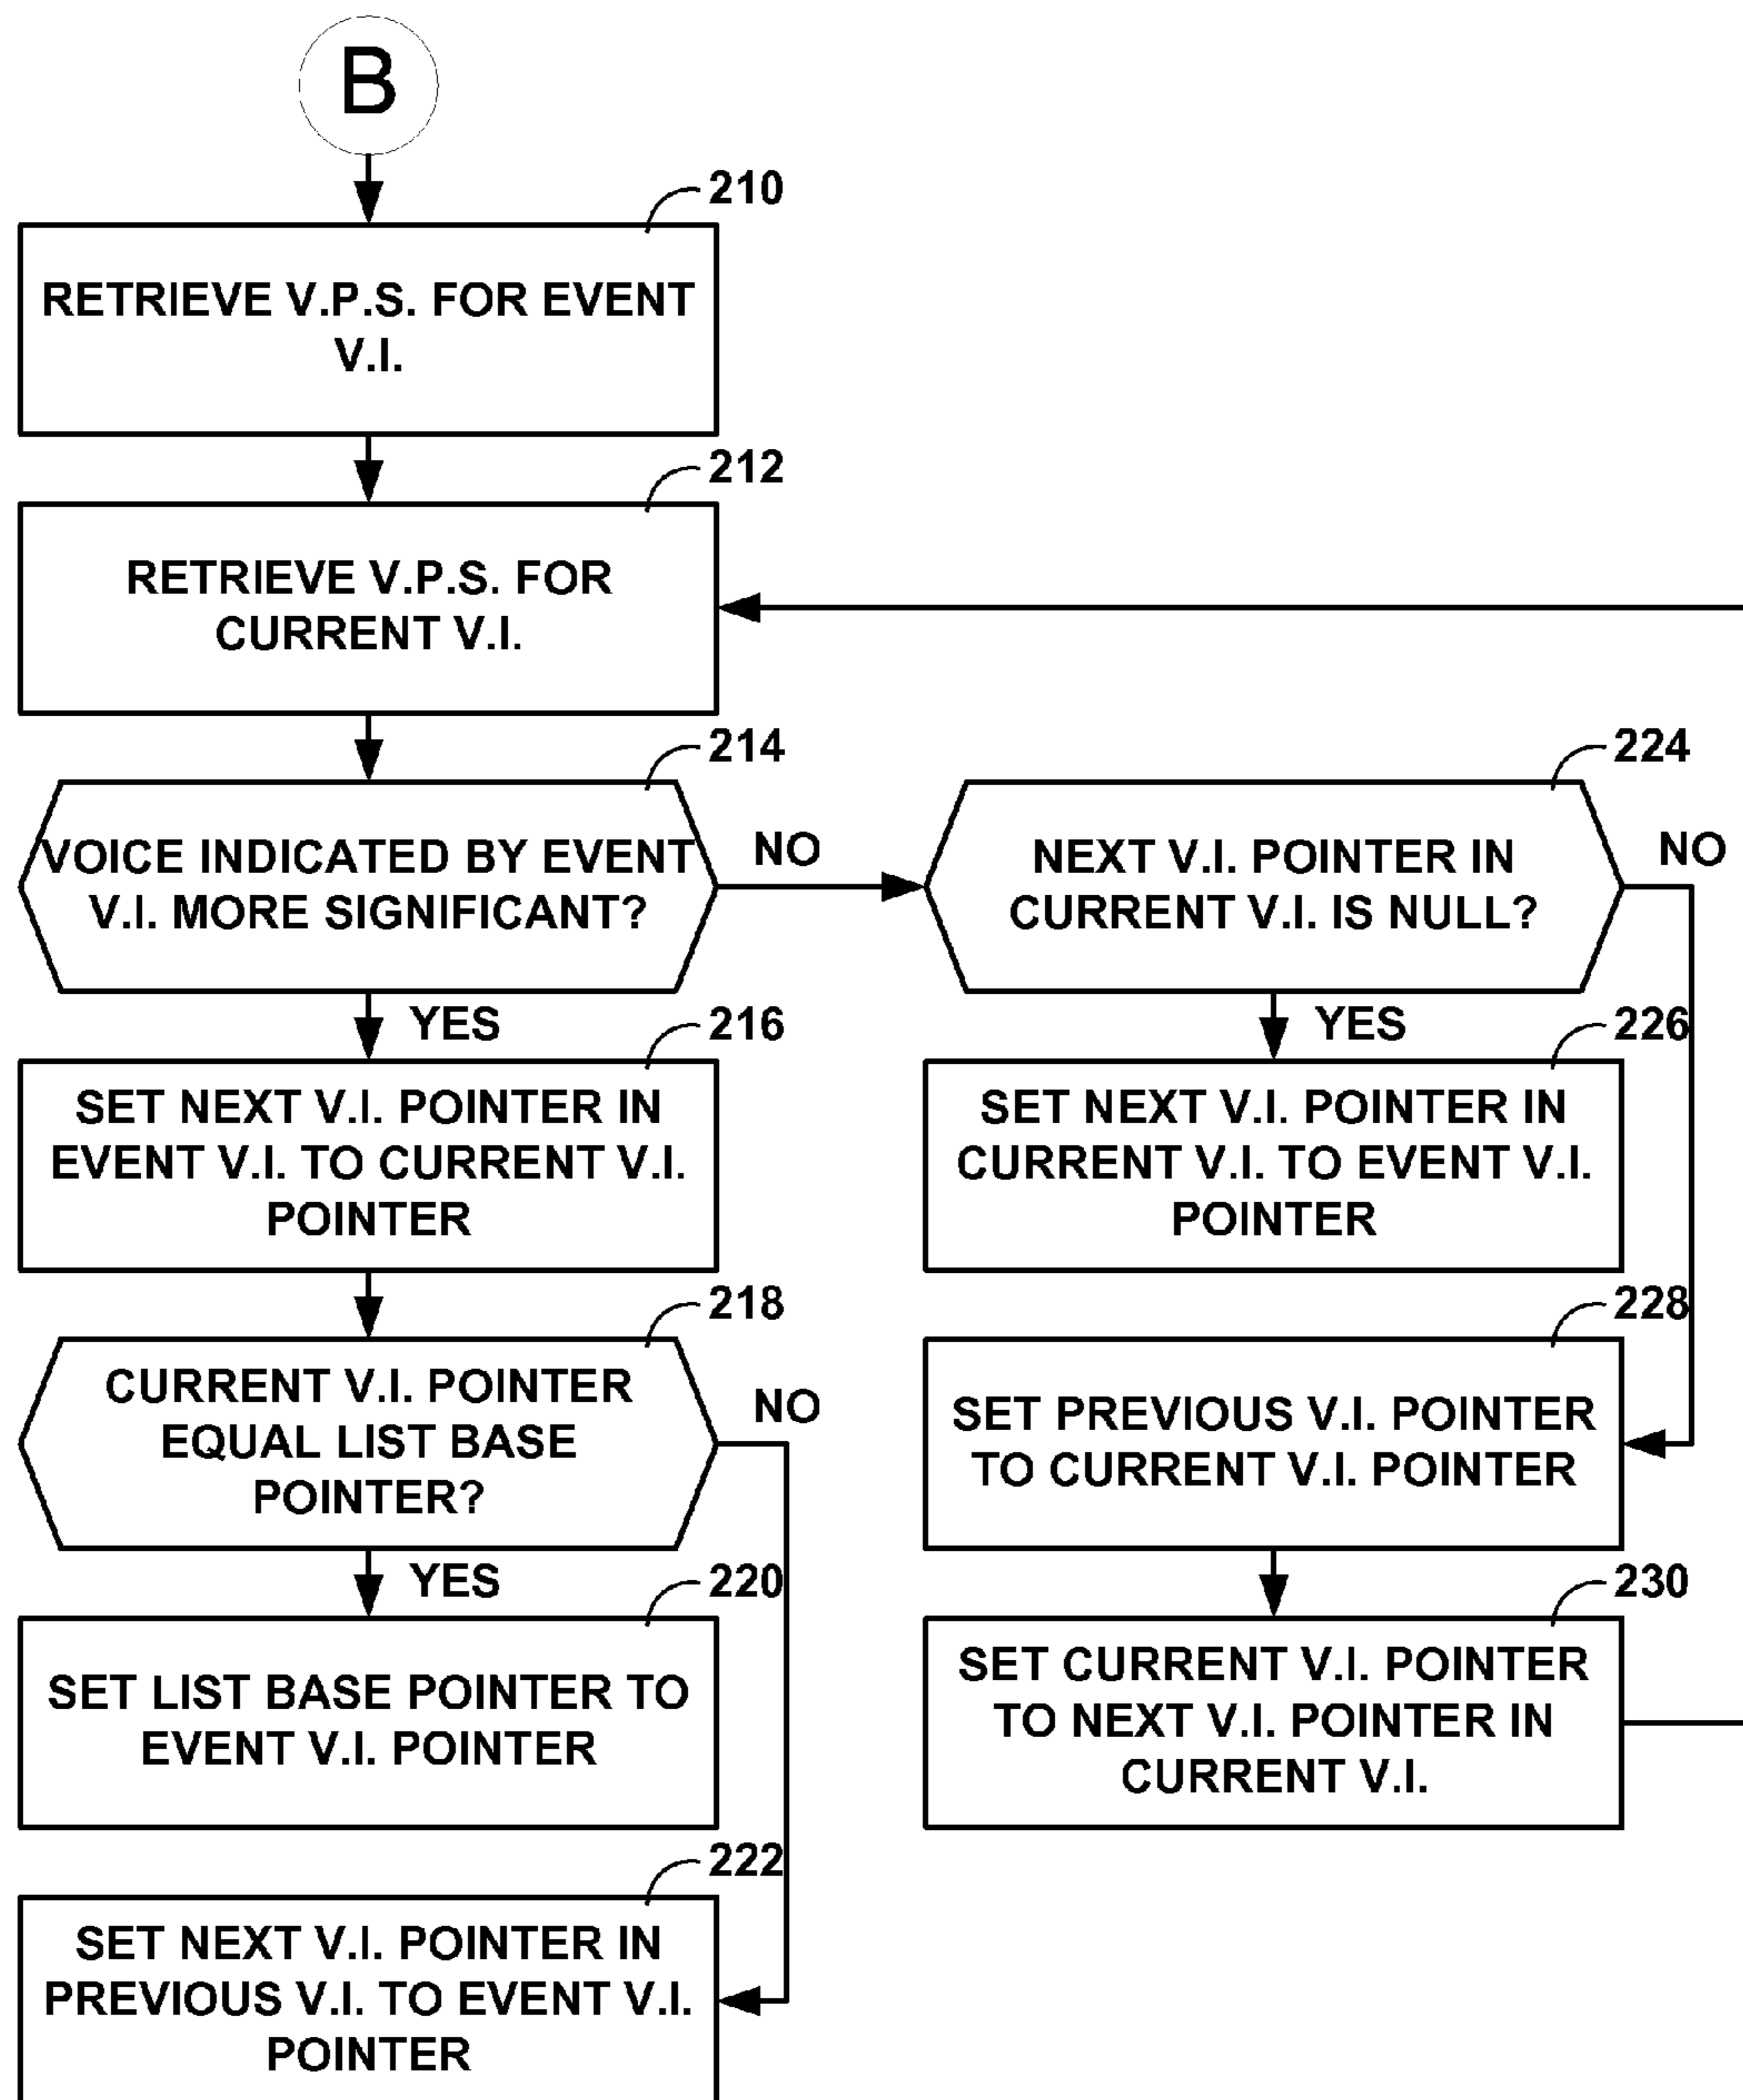 B
210
RETRIEVE V.P.S. FOR EVENT
V.I.
212
RETRIEVE V.P.S. FOR
CURRENT V.I.
214
VOICE INDICATED BY EVENT
V.I. MORE SIGNIFICANT?
NO
YES
216
SET NEXT V.I. POINTER IN
EVENT V.I. TO CURRENT V.I.
POINTER
218
CURRENT V.I. POINTER
EQUAL LIST BASE
POINTER?
NO
YES
220
SET LIST BASE POINTER TO
EVENT V.I. POINTER
222
SET NEXT V.I. POINTER IN
PREVIOUS V.I. TO EVENT V.I.
POINTER
224
NEXT V.I. POINTER IN
CURRENT V.I. IS NULL?
NO
YES
226
SET NEXT V.I. POINTER IN
CURRENT V.I. TO EVENT V.I.
POINTER
228
SET PREVIOUS V.I. POINTER
TO CURRENT V.I. POINTER
230
SET CURRENT V.I. POINTER
TO NEXT V.I. POINTER IN
CURRENT V.I.